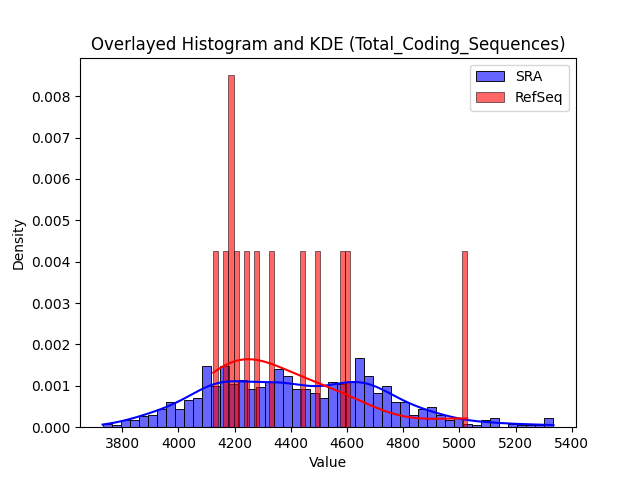 Overlayed Histogram and KDE (Total_Coding_Sequences)
SRA
RefSeq
Density
0.008
0.007
0.006
0.005
0.004
0.003
0.002
0.001
0.000
3800 4000 4200 4400 4600 4800 5000 5200 5400
Value